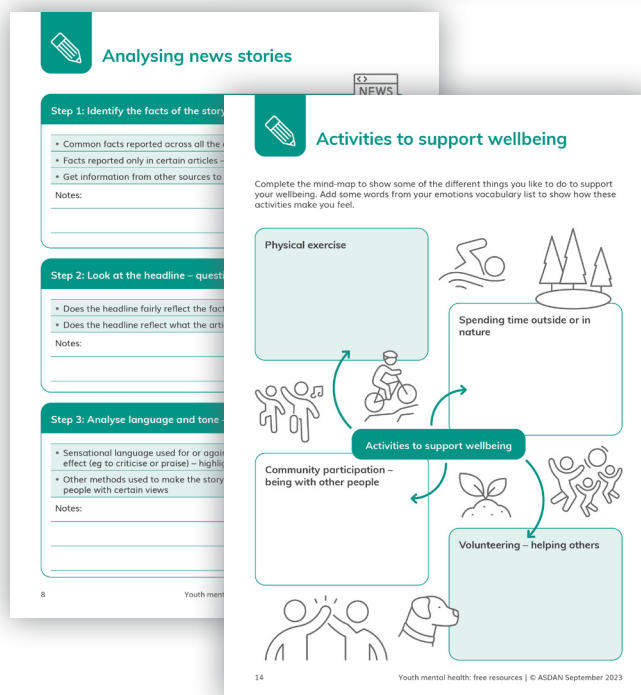 Analysing news stories
NEWS
Step 1: Identify the facts of the story
• Common facts reported across all the
• Facts reported only in certain articles –
• Get information from other sources to
Notes:
Step 2: Look at the headline –
• Does the headline fairly reflect the
• Does the headline reflect what the
Notes:
Step 3: Analyse language and tone –
• Sensational language used for or
effect (eg to criticise or praise) –
• Other methods used to make the story
people with certain views
Notes:
8
Youth
Activities to support wellbeing
Complete the mind-map to show some of the different things you like to do to support
your wellbeing. Add some words from your emotions vocabulary list to show how these
activities make you feel.
Physical exercise
Spending time outside or in
nature
Activities to support wellbeing
Community participation –
being with other people
Volunteering – helping others
14
Youth mental health: free resources | © ASDAN September 2023